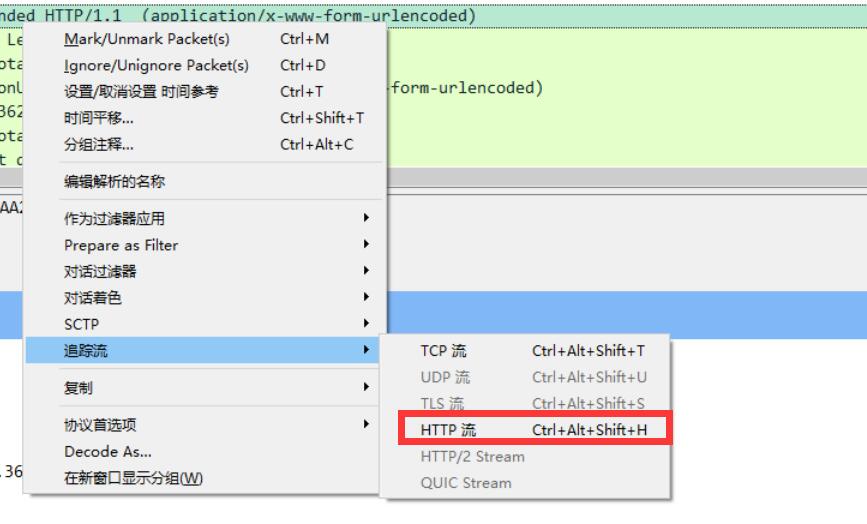 nded HTTP/1.1 (application/x-www-form-urlencoded)
Le
Mark/Unmark Packet(s) Ctrl+M
ota
Ignore/Unignore Packet(s) Ctrl+D
onU
设置/取消设置 时间参考 Ctrl+T
-form-urlencoded)
362
时间平移... Ctrl+Shift+T
ota
分组注释... Ctrl+Alt+C
编辑解析的名称
AA2
作为过滤器应用
Prepare as Filter
对话过滤器
对话着色
SCTP
追踪流
TCP 流 Ctrl+Alt+Shift+T
UDP 流 Ctrl+Alt+Shift+U
TLS 流 Ctrl+Alt+Shift+S
HTTP 流 Ctrl+Alt+Shift+H
HTTP/2 Stream
QUIC Stream
复制
协议首选项
Decode As...
.36
在新窗口显示分组(W)